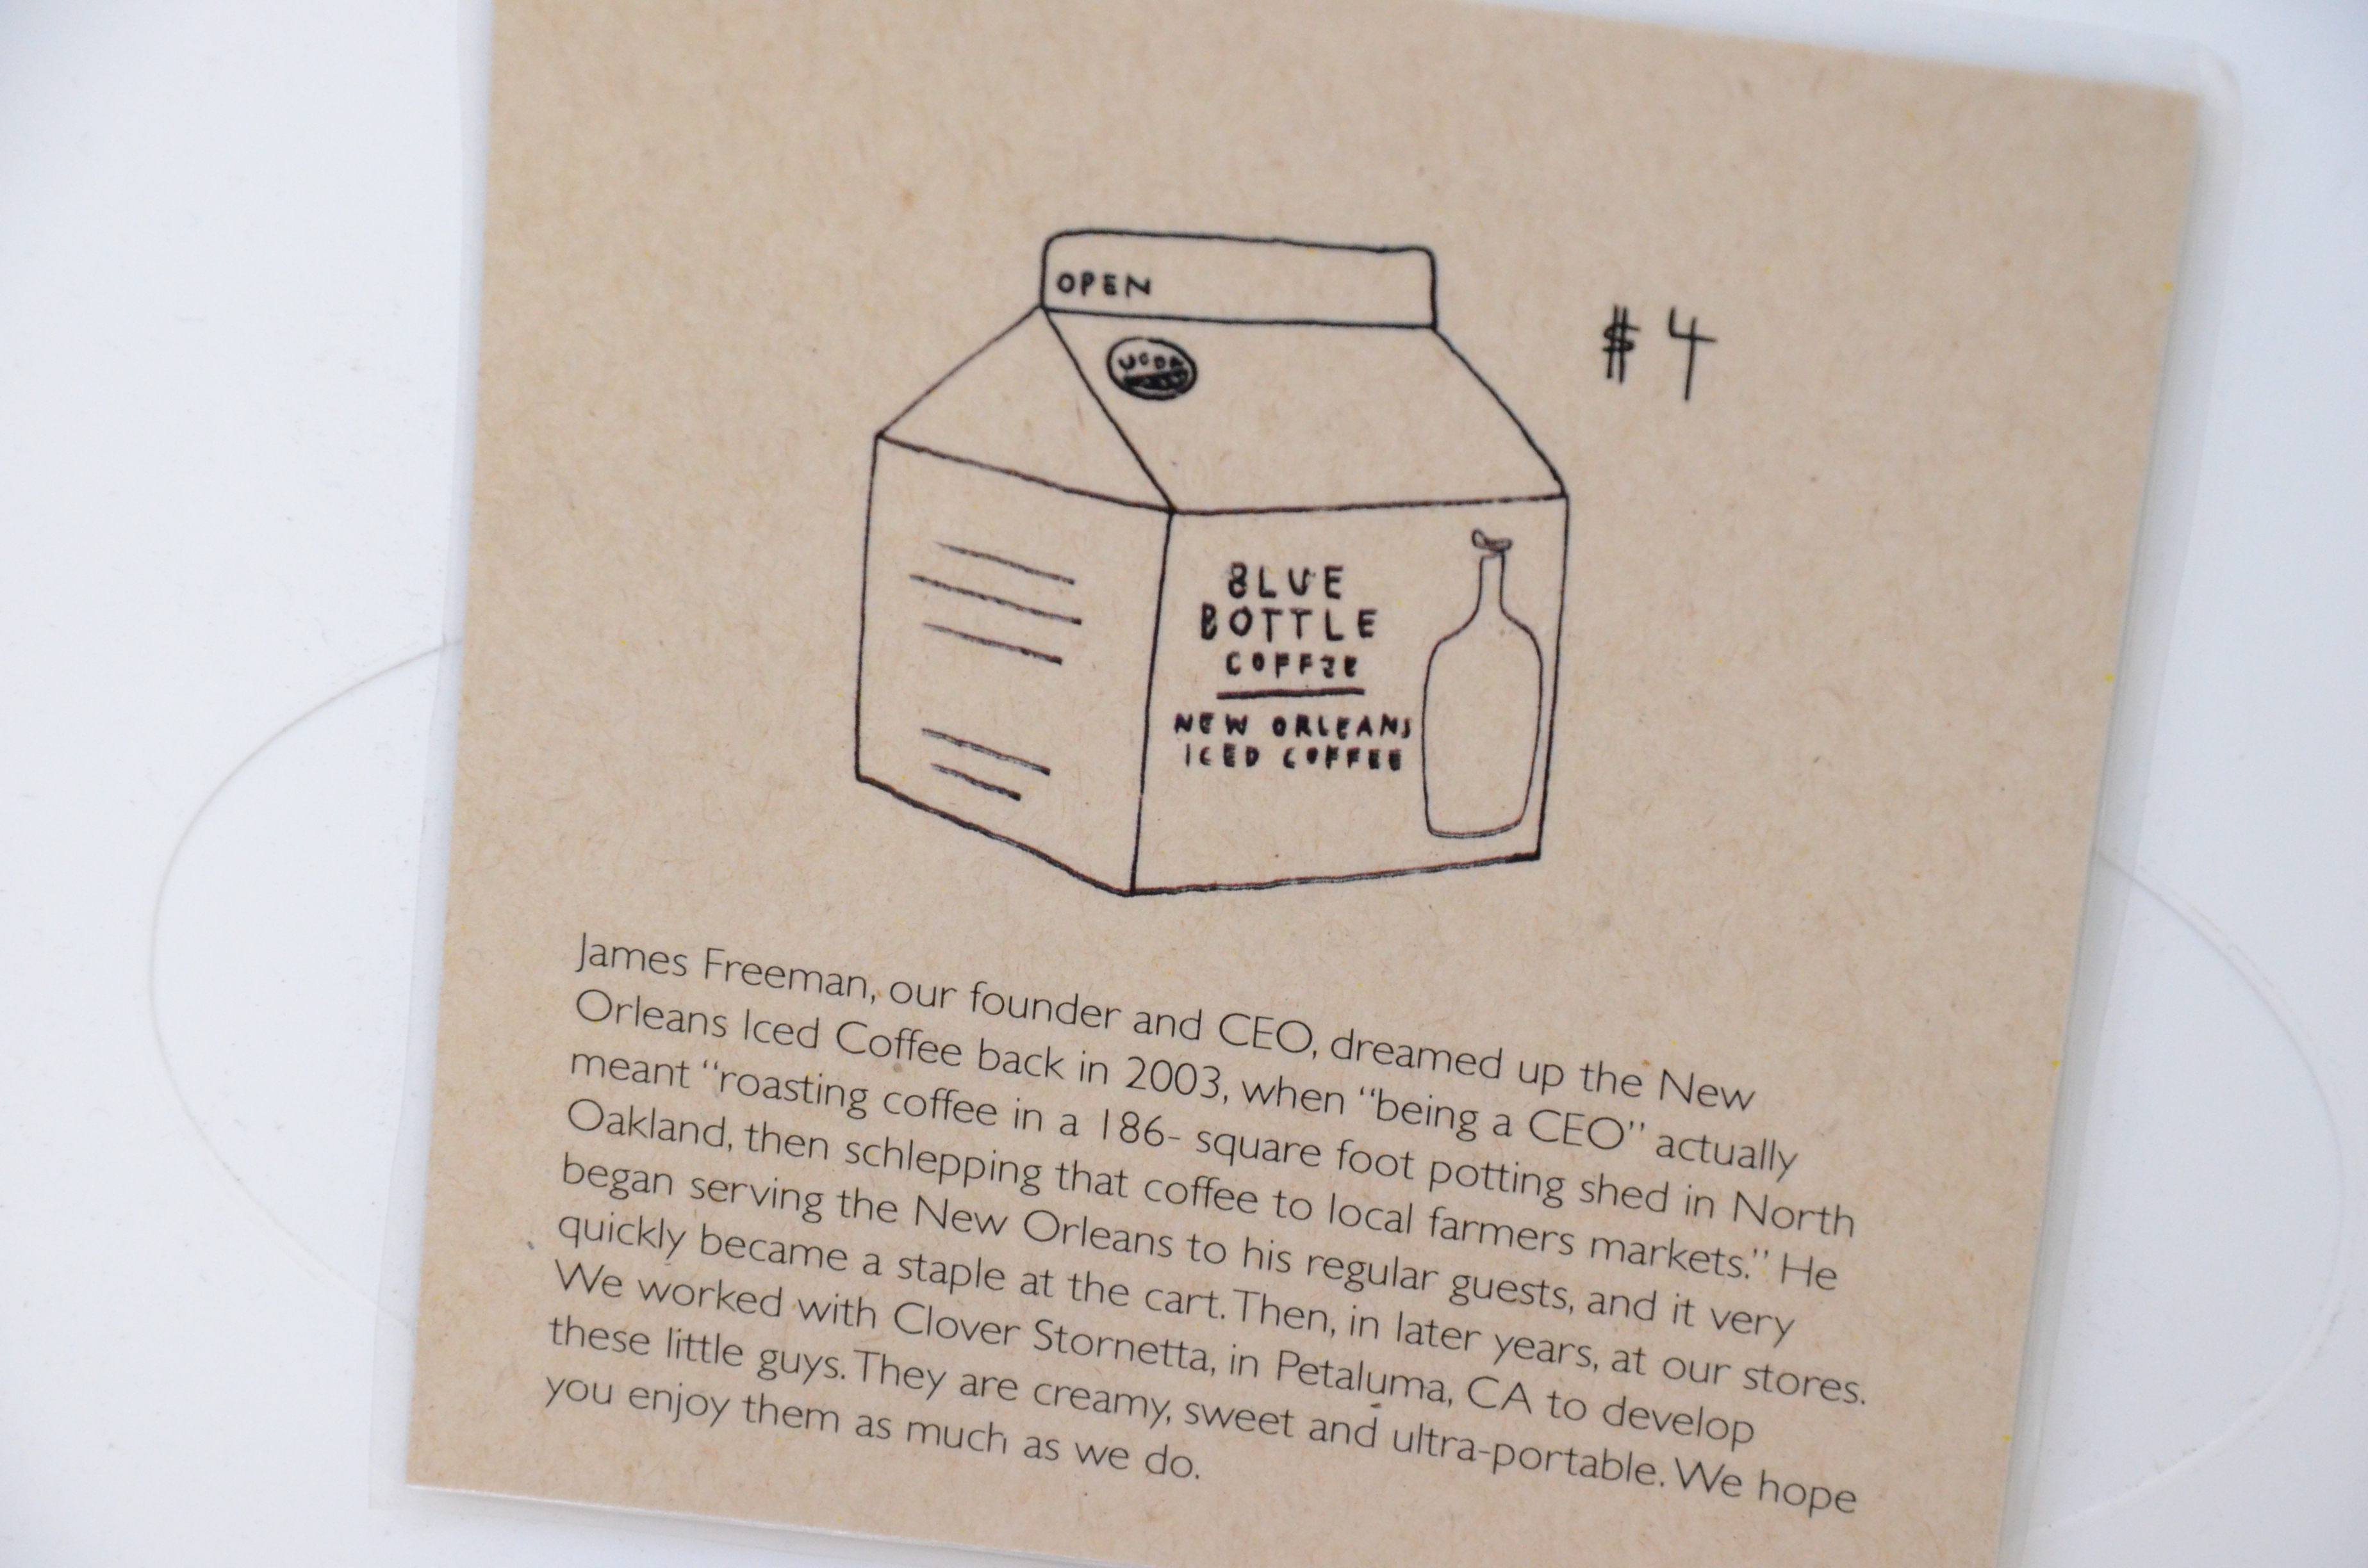 OPEN
USDA
$4
BLUE
BOTTLE
COFFEE
NEW ORLEANS
ICED COFFEE
James Freeman, our founder and CEO, dreamed up the New
Orleans Iced Coffee back in 2003, when “being a CEO” actually
meant “roasting coffee in a 186- square foot potting shed in North
Oakland, then schlepping that coffee to local farmers markets.” He
began serving the New Orleans to his regular guests, and it very
quickly became a staple at the cart. Then, in later years, at our stores.
We worked with Clover Stornetta, in Petaluma, CA to develop
these little guys. They are creamy, sweet and ultra-portable. We hope
you enjoy them as much as we do.